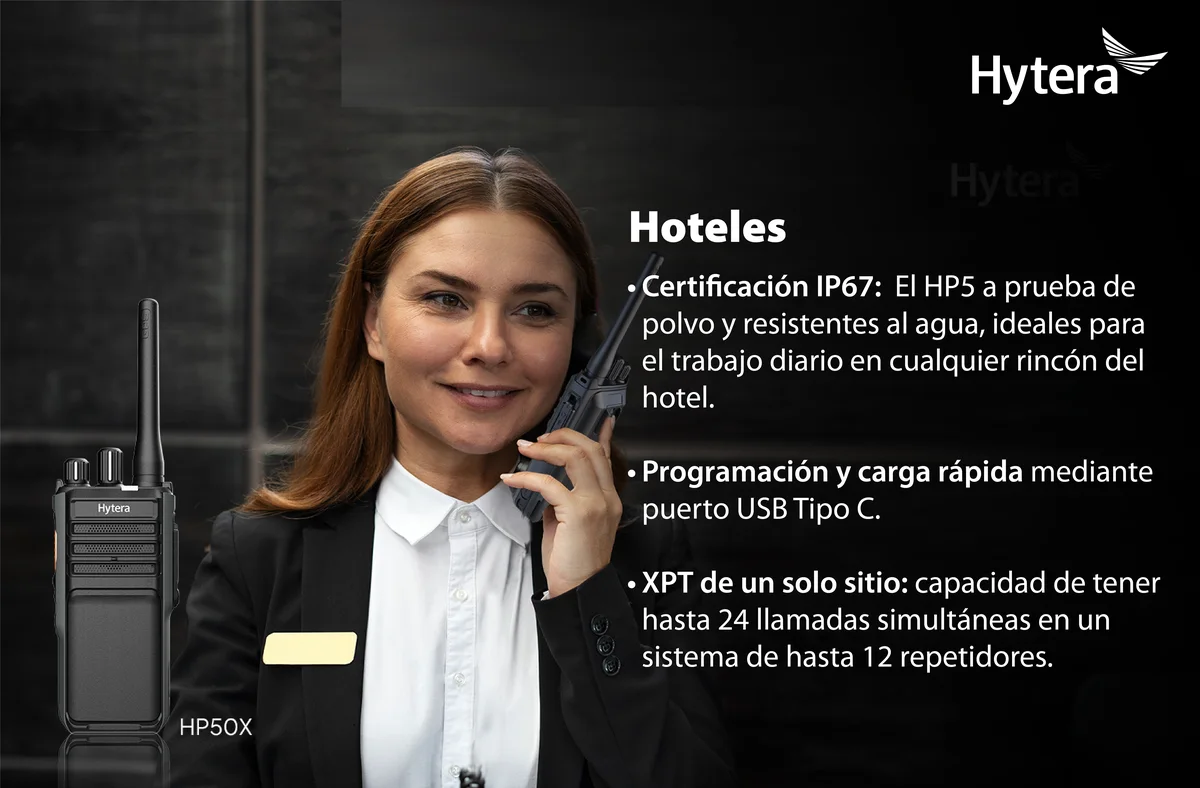 Hytera
Hytera
Hoteles
• Certificación IP67: El HP5 a prueba de
polvo y resistentes al agua, ideales para
el trabajo diario en cualquier rincón del
hotel.
• Programación y carga rápida mediante
puerto USB Tipo C.
• XPT de un solo sitio: capacidad de tener
hasta 24 llamadas simultáneas en un
sistema de hasta 12 repetidores.
Hytera
HP50X